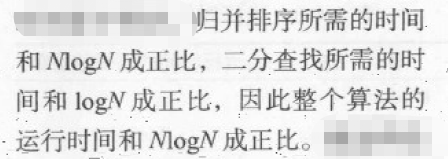 归并排序所需的时间
和 NlogN 成正比，二分查找所需的时
间和 logN 成正比，因此整个算法的
运行时间和 NlogN 成正比。